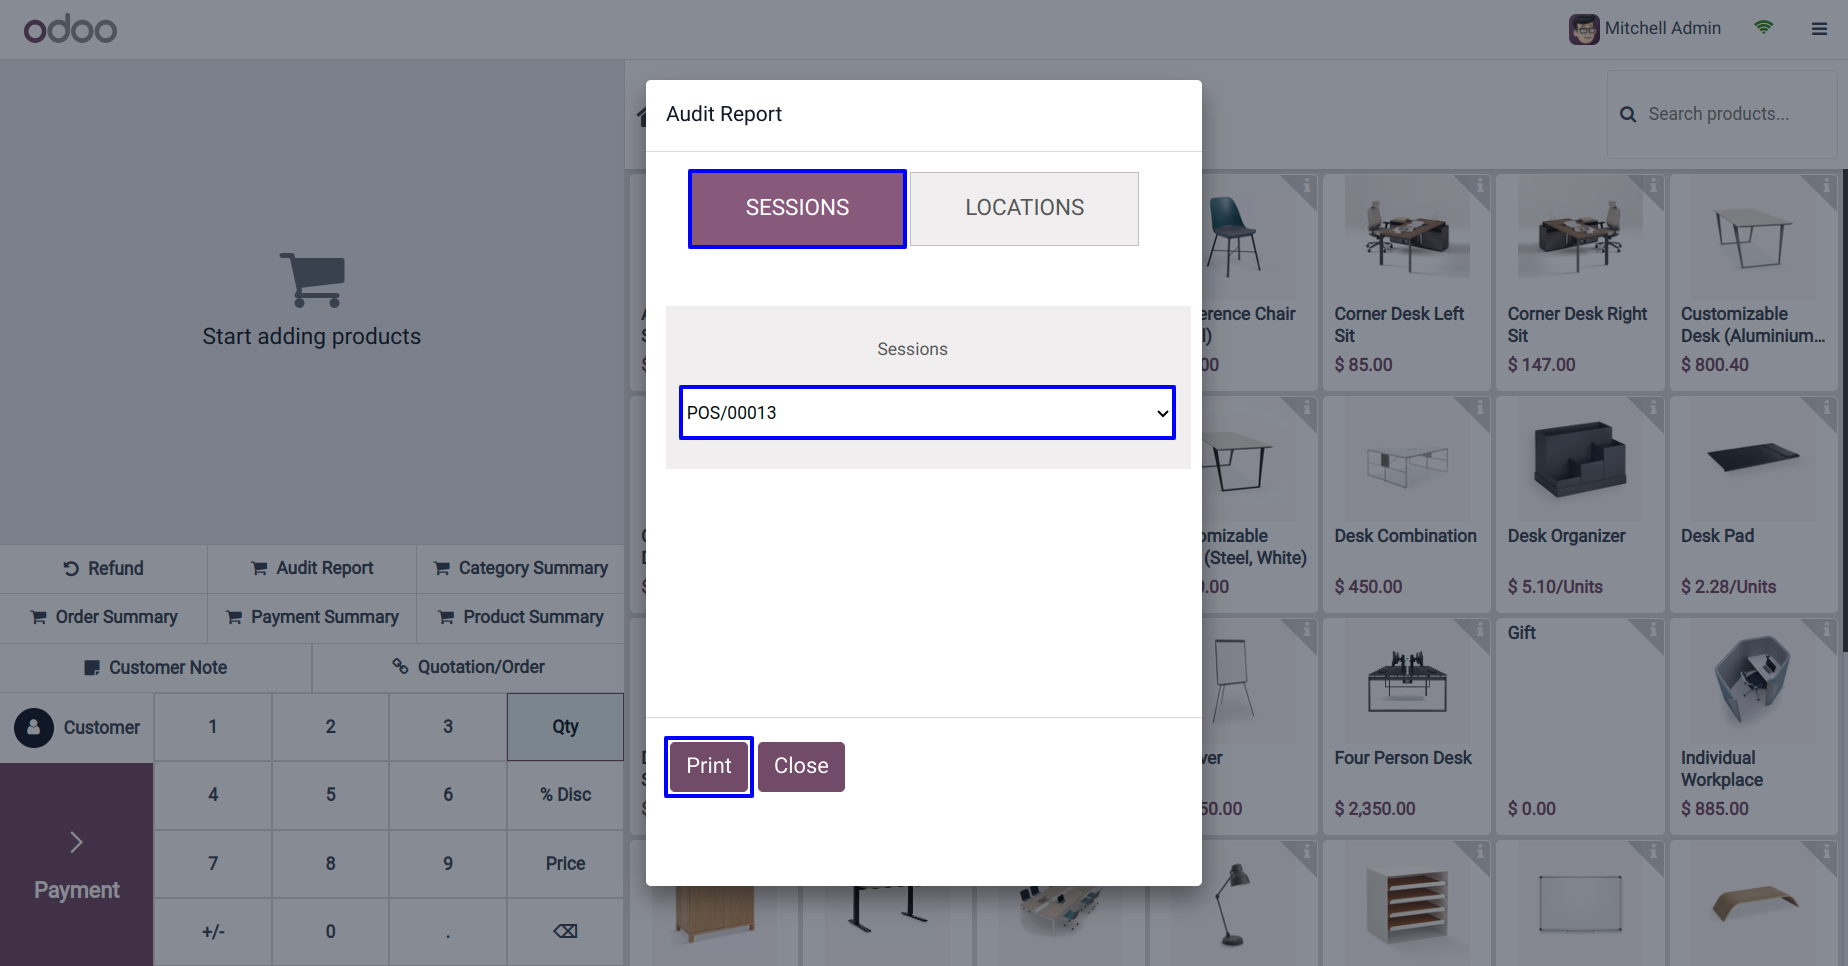 odoo
Mitchell Admin
Search products...
Start adding products
Audit Report
SESSIONS
LOCATIONS
Sessions
POS/00013
Print
Close
Refund
Audit Report
Category Summary
Order Summary
Payment Summary
Product Summary
Customer Note
Quotation/Order
Customer
1
2
3
Qty
4
5
6
% Disc
7
8
9
Price
+/-
0
.
Payment
erence Chair
Corner Desk Left
Sit
$ 85.00
Corner Desk Right
Sit
$ 147.00
Customizable
Desk (Aluminium...
$ 800.40
omizable
(Steel, White)
Desk Combination
$ 450.00
Desk Organizer
$ 5.10/Units
Desk Pad
$ 2.28/Units
Four Person Desk
$ 2,350.00
Gift
$ 0.00
Individual
Workplace
$ 885.00